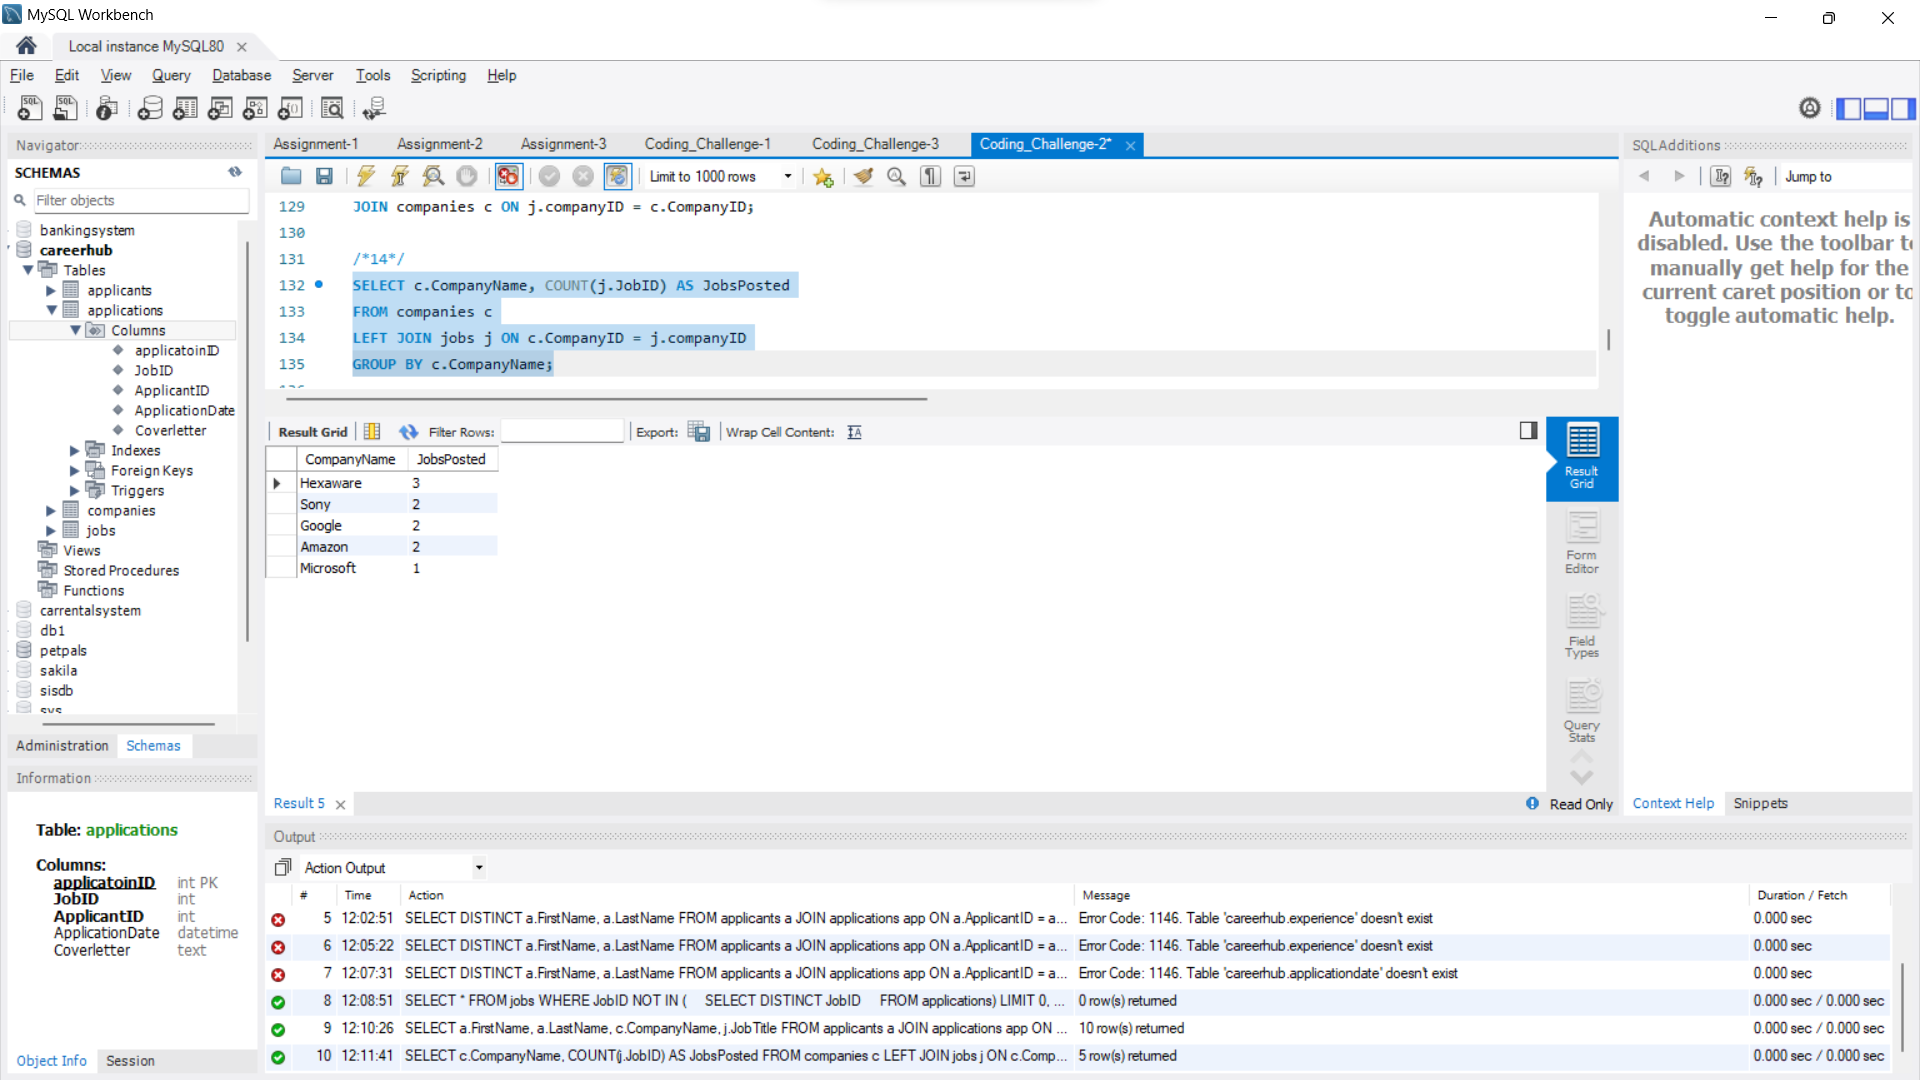 MySQL Workbench
Local instance MySQL80
File Edit View Query Database Server Tools Scripting Help
Navigator
SCHEMAS
Filter objects
bankingsystem
careerhub
Tables
applicants
applications
Columns
applicatoinID
JobID
ApplicantID
ApplicationDate
Coverletter
Indexes
Foreign Keys
Triggers
companies
jobs
Views
Stored Procedures
Functions
carrentalsystem
db1
petpals
sakila
sisdb
sys
Administration Schemas
Information
Table: applications
Columns:
applicatoinID int PK
JobID int
ApplicantID int
ApplicationDate datetime
Coverletter text
Object Info Session
Assignment-1 Assignment-2 Assignment-3 Coding_Challenge-1 Coding_Challenge-3 Coding_Challenge-2*
Limit to 1000 rows
129 JOIN companies c ON j.companyID = c.CompanyID;
130
131 /*14*/
132 SELECT c.CompanyName, COUNT(j.JobID) AS JobsPosted
133 FROM companies c
134 LEFT JOIN jobs j ON c.CompanyID = j.companyID
135 GROUP BY c.CompanyName;
Result Grid Filter Rows: Export: Wrap Cell Content:
CompanyName JobsPosted
Hexaware 3
Sony 2
Google 2
Amazon 2
Microsoft 1
Result Grid
Form Editor
Field Types
Query Stats
Result 5
Read Only
SQLAdditions
Jump to
Automatic context help is
disabled. Use the toolbar to
manually get help for the
current caret position or to
toggle automatic help.
Context Help Snippets
Output
Action Output
# Time Action Message Duration / Fetch
5 12:02:51 SELECT DISTINCT a.FirstName, a.LastName FROM applicants a JOIN applications app ON a.ApplicantID = a... Error Code: 1146. Table 'careerhub.experience' doesn't exist 0.000 sec
6 12:05:22 SELECT DISTINCT a.FirstName, a.LastName FROM applicants a JOIN applications app ON a.ApplicantID = a... Error Code: 1146. Table 'careerhub.experience' doesn't exist 0.000 sec
7 12:07:31 SELECT DISTINCT a.FirstName, a.LastName FROM applicants a JOIN applications app ON a.ApplicantID = a... Error Code: 1146. Table 'careerhub.applicationdate' doesn't exist 0.000 sec
8 12:08:51 SELECT * FROM jobs WHERE JobID NOT IN ( SELECT DISTINCT JobID FROM applications) LIMIT 0, ... 0 row(s) returned 0.000 sec / 0.000 sec
9 12:10:26 SELECT a.FirstName, a.LastName, c.CompanyName, j.JobTitle FROM applicants a JOIN applications app ON ... 10 row(s) returned 0.000 sec / 0.000 sec
10 12:11:41 SELECT c.CompanyName, COUNT(j.JobID) AS JobsPosted FROM companies c LEFT JOIN jobs j ON c.Comp... 5 row(s) returned 0.000 sec / 0.000 sec